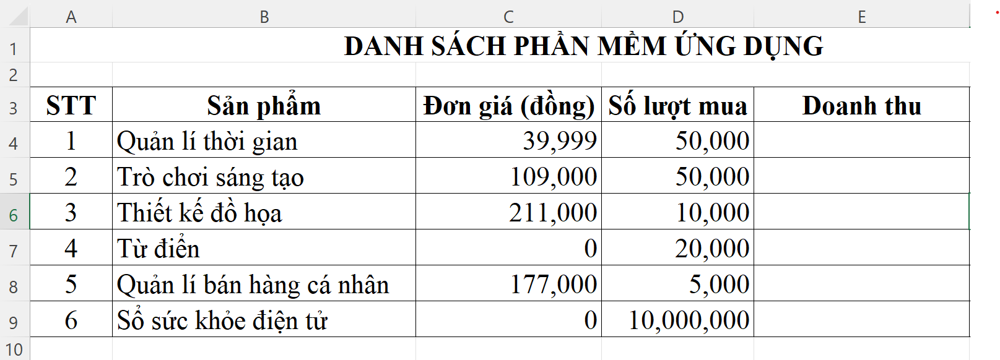 A B C D E
1 DANH SÁCH PHẦN MỀM ỨNG DỤNG
2
3 STT Sản phẩm Đơn giá (đồng) Số lượt mua Doanh thu
4 1 Quản lí thời gian 39,999 50,000
5 2 Trò chơi sáng tạo 109,000 50,000
6 3 Thiết kế đồ họa 211,000 10,000
7 4 Từ điển 0 20,000
8 5 Quản lí bán hàng cá nhân 177,000 5,000
9 6 Sổ sức khỏe điện tử 0 10,000,000
10